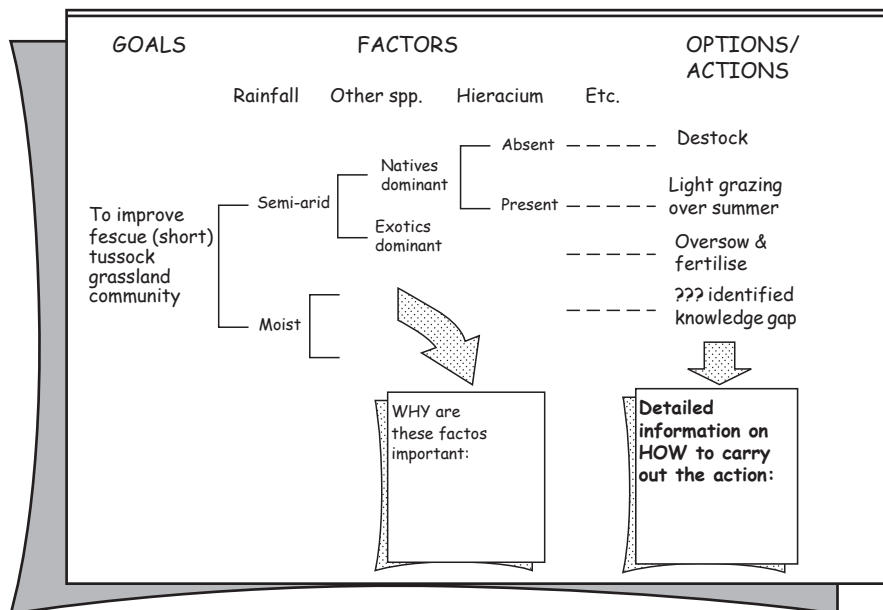 GOALS
FACTORS
OPTIONS/
ACTIONS
Rainfall
Other spp.
Hieracium
Etc.
To improve
fescue (short)
tussock
grassland
community
Semi-arid
Moist
Natives
dominant
Exotics
dominant
Absent
Present
Destock
Light grazing
over summer
Oversow &
fertilise
??? identified
knowledge gap
WHY are
these factos
important:
Detailed
information on
HOW to carry
out the action: